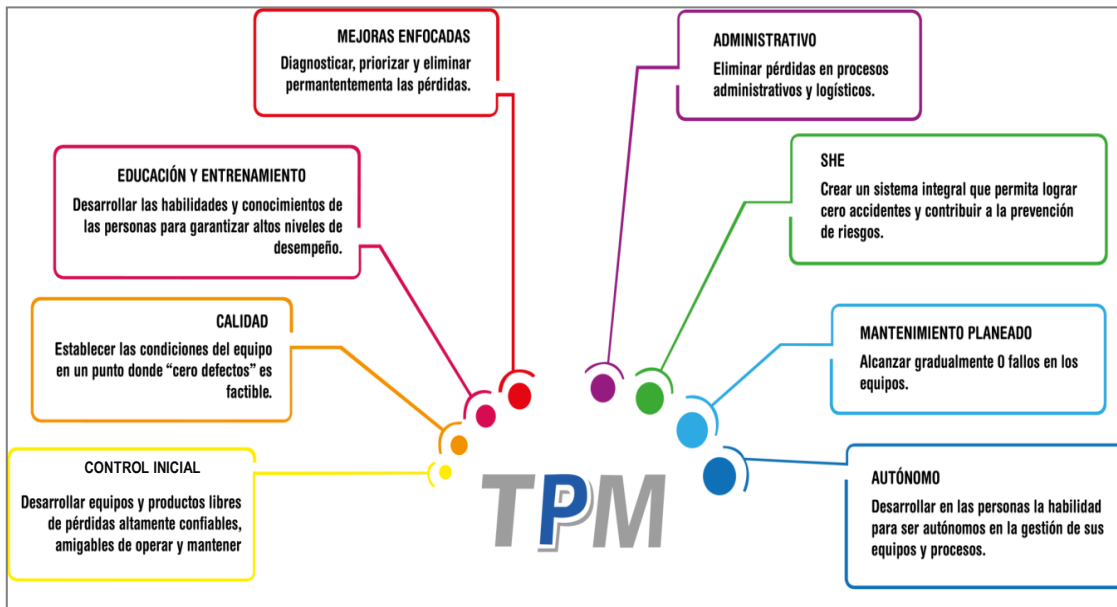 MEJORAS ENFOCADAS
Diagnosticar, priorizar y eliminar
permantentementa las pérdidas.
ADMINISTRATIVO
Eliminar pérdidas en procesos
administrativos y logísticos.
EDUCACIÓN Y ENTRENAMIENTO
Desarrollar las habilidades y conocimientos de
las personas para garantizar altos niveles de
desempeño.
SHE
Crear un sistema integral que permita lograr
cero accidentes y contribuir a la prevención
de riesgos.
CALIDAD
Establecer las condiciones del equipo
en un punto donde “cero defectos” es
factible.
MANTENIMIENTO PLANEADO
Alcanzar gradualmente 0 fallos en los
equipos.
CONTROL INICIAL
Desarrollar equipos y productos libres
de pérdidas altamente confiables,
amigables de operar y mantener
AUTÓNOMO
Desarrollar en las personas la habilidad
para ser autónomos en la gestión de sus
equipos y procesos.
TPM